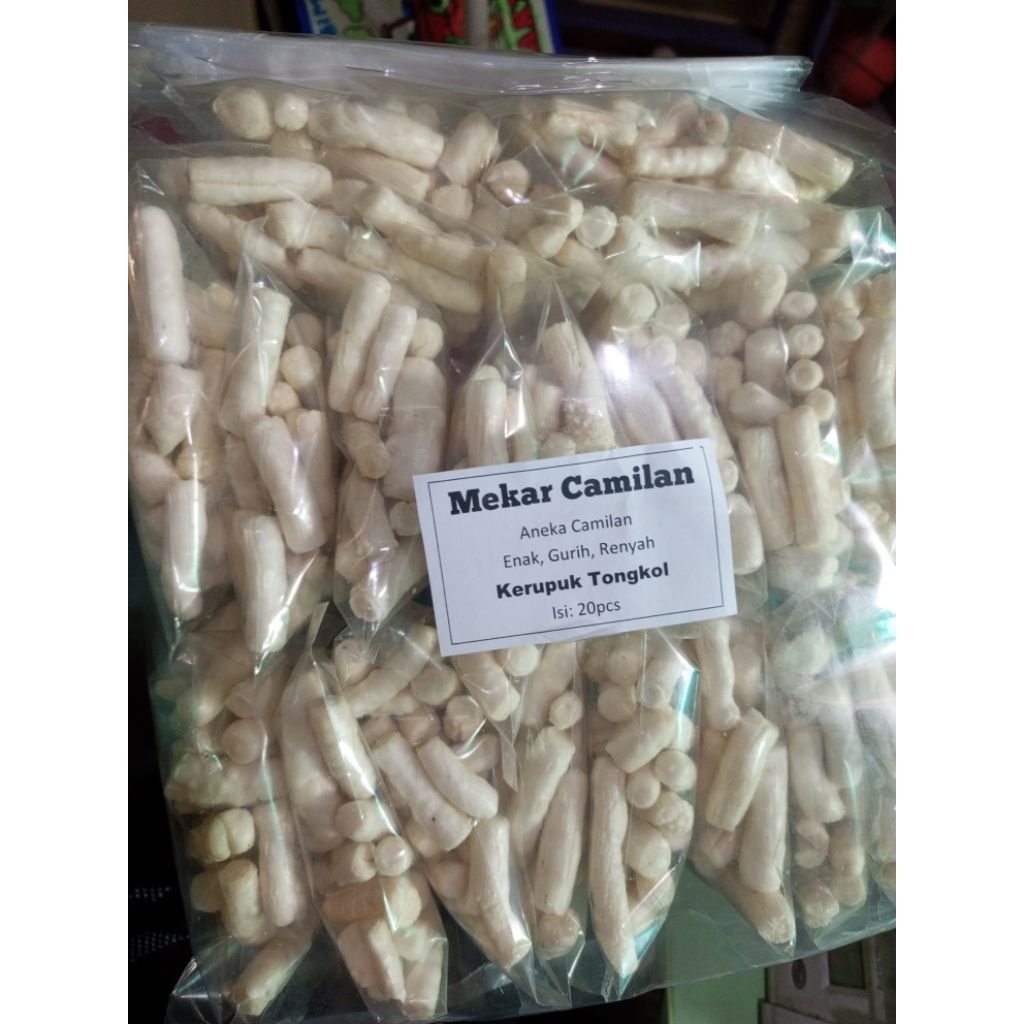 Mekar Camilan
Aneka Camilan
Enak, Gurih, Renyah
Kerupuk Tongkol
Isi: 20pcs